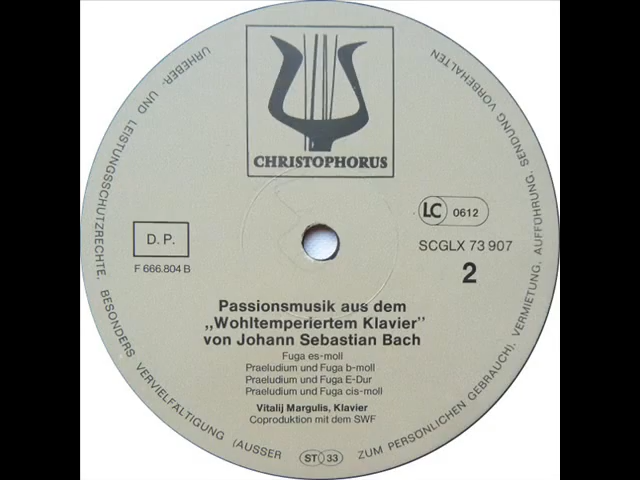 CHRISTOPHORUS
LC 0612
D. P.
F 666.804 B
SCGLX 73 907
2
Passionsmusik aus dem
„Wohltemperiertem Klavier”
von Johann Sebastian Bach
Fuga es-moll
Praeludium und Fuga b-moll
Praeludium und Fuga E-Dur
Praeludium und Fuga cis-moll
Vitalij Margulis, Klavier
Coproduktion mit dem SWF
ST 33
URHEBER- UND LEISTUNGSSCHUTZRECHTE, BESONDERS VERVIELFÄLTIGUNG (AUSSER ZUM PERSÖNLICHEN GEBRAUCH), VERMIETUNG, AUFFÜHRUNG, SENDUNG VORBEHALTEN